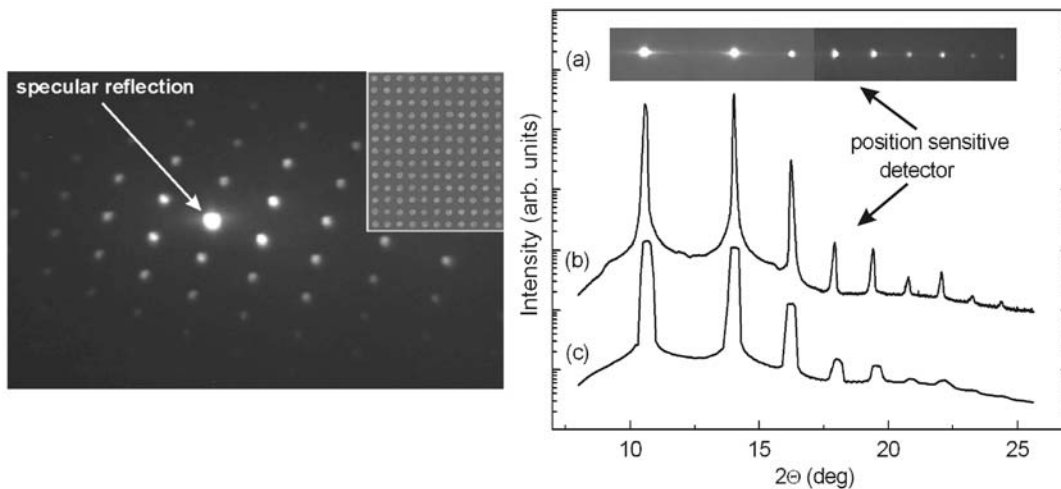 specular reflection
(a)
position sensitive
detector
(b)
(c)
Intensity (arb. units)
10
15
20
25
2Θ (deg)